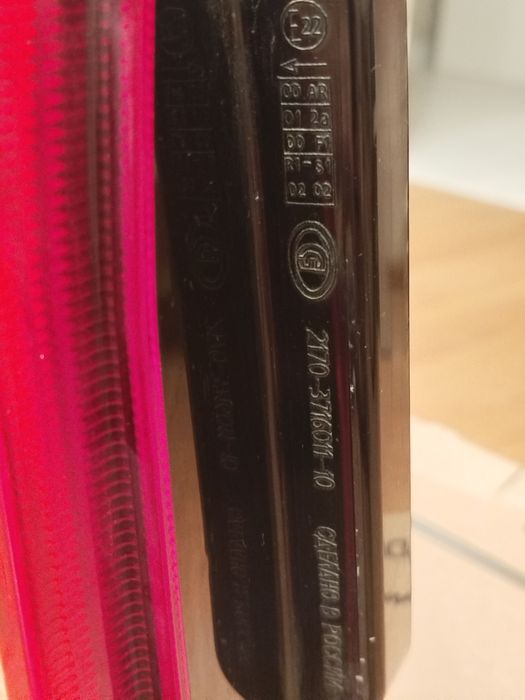 E22
00 AR
01 2a
00 F1
R1-S1
02 02
2170-3716011-10
СДЕЛАНО В РОССИИ